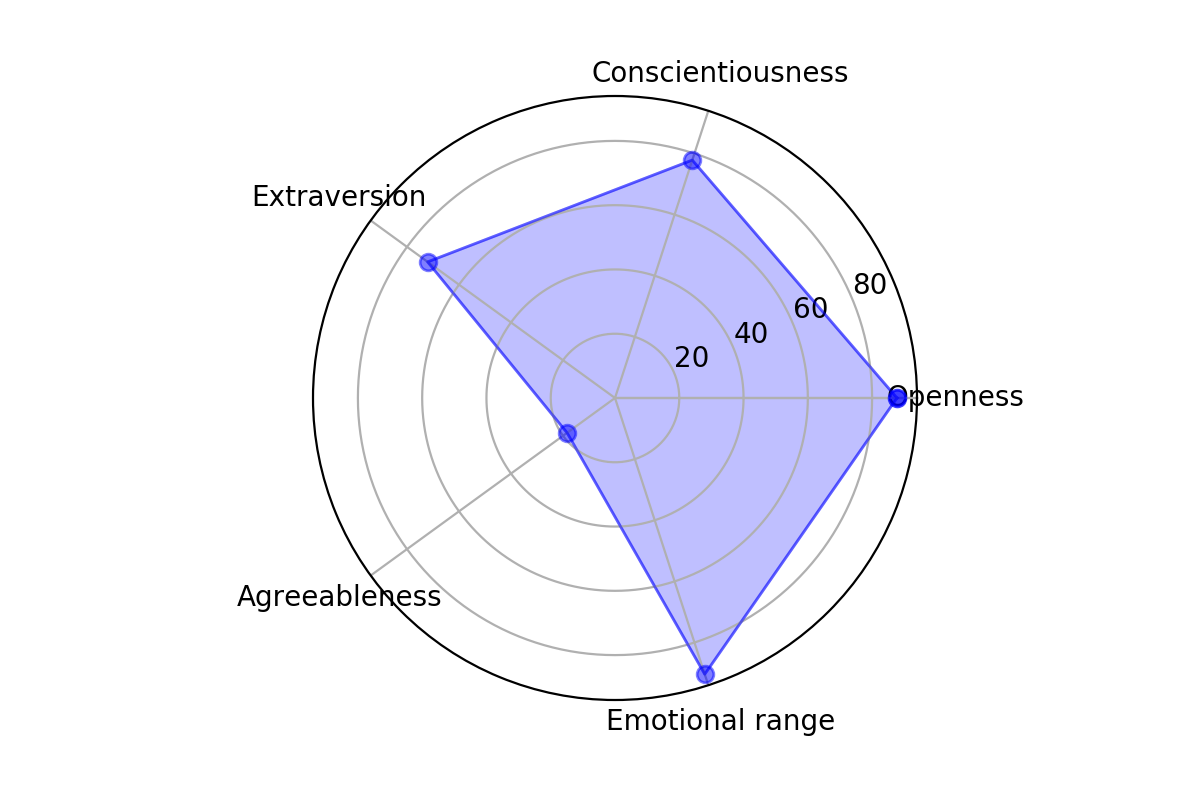 Conscientiousness
Extraversion
80
60
40
20
Openness
Agreeableness
Emotional range